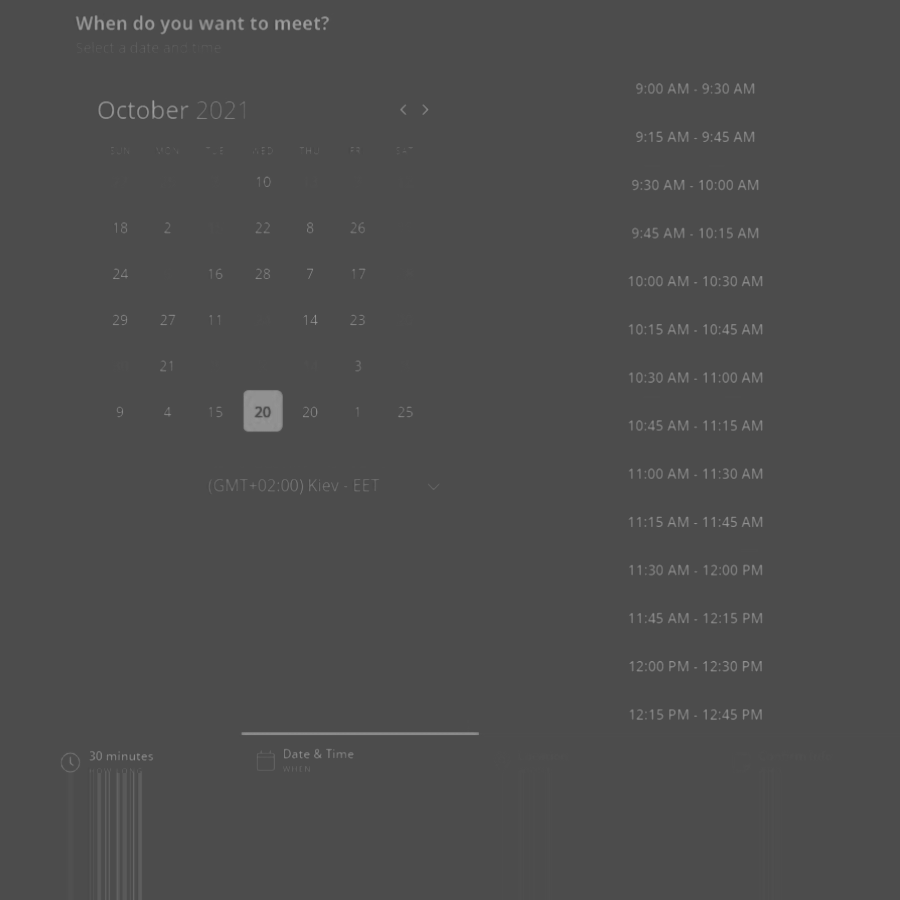 When do you want to meet?
Select a date and time
October 2021
SUN MON TUE WED THU FRI SAT
10
18 2 22 8 26
24 16 28 7 17
29 27 11 14 23
21 3
9 4 15 20 20 1 25
(GMT+02:00) Kiev - EET
9:00 AM - 9:30 AM
9:15 AM - 9:45 AM
9:30 AM - 10:00 AM
9:45 AM - 10:15 AM
10:00 AM - 10:30 AM
10:15 AM - 10:45 AM
10:30 AM - 11:00 AM
10:45 AM - 11:15 AM
11:00 AM - 11:30 AM
11:15 AM - 11:45 AM
11:30 AM - 12:00 PM
11:45 AM - 12:15 PM
12:00 PM - 12:30 PM
12:15 PM - 12:45 PM
30 minutes
Date & Time
WHEN